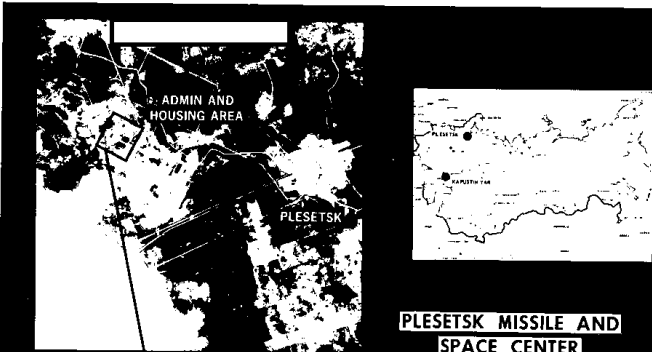 ADMIN AND
HOUSING AREA
PLESETSK
PLESETSK
KAPUSTIN YAR
PLESETSK MISSILE AND
SPACE CENTER